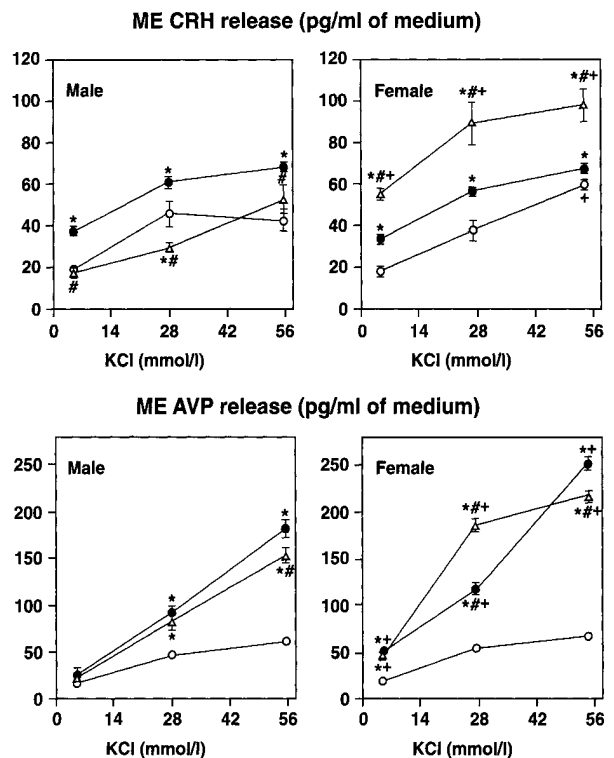 ME CRH release (pg/ml of medium)
120 120
Male Female
*#+ *#+
100 100
80 80
* * * #
*#+ * *
60 60
* *
+
40 40
*#
20 20
#
0 0
0 14 28 42 56 0 14 28 42 56
KCl (mmol/l) KCl (mmol/l)
ME AVP release (pg/ml of medium)
Male Female
250 250
*+
200 200
* *#+ *#+
150 150
*#
100 100
* * *#+
50 50
*+ *+
0 0
0 14 28 42 56 0 14 28 42 56
KCl (mmol/l) KCl (mmol/l)